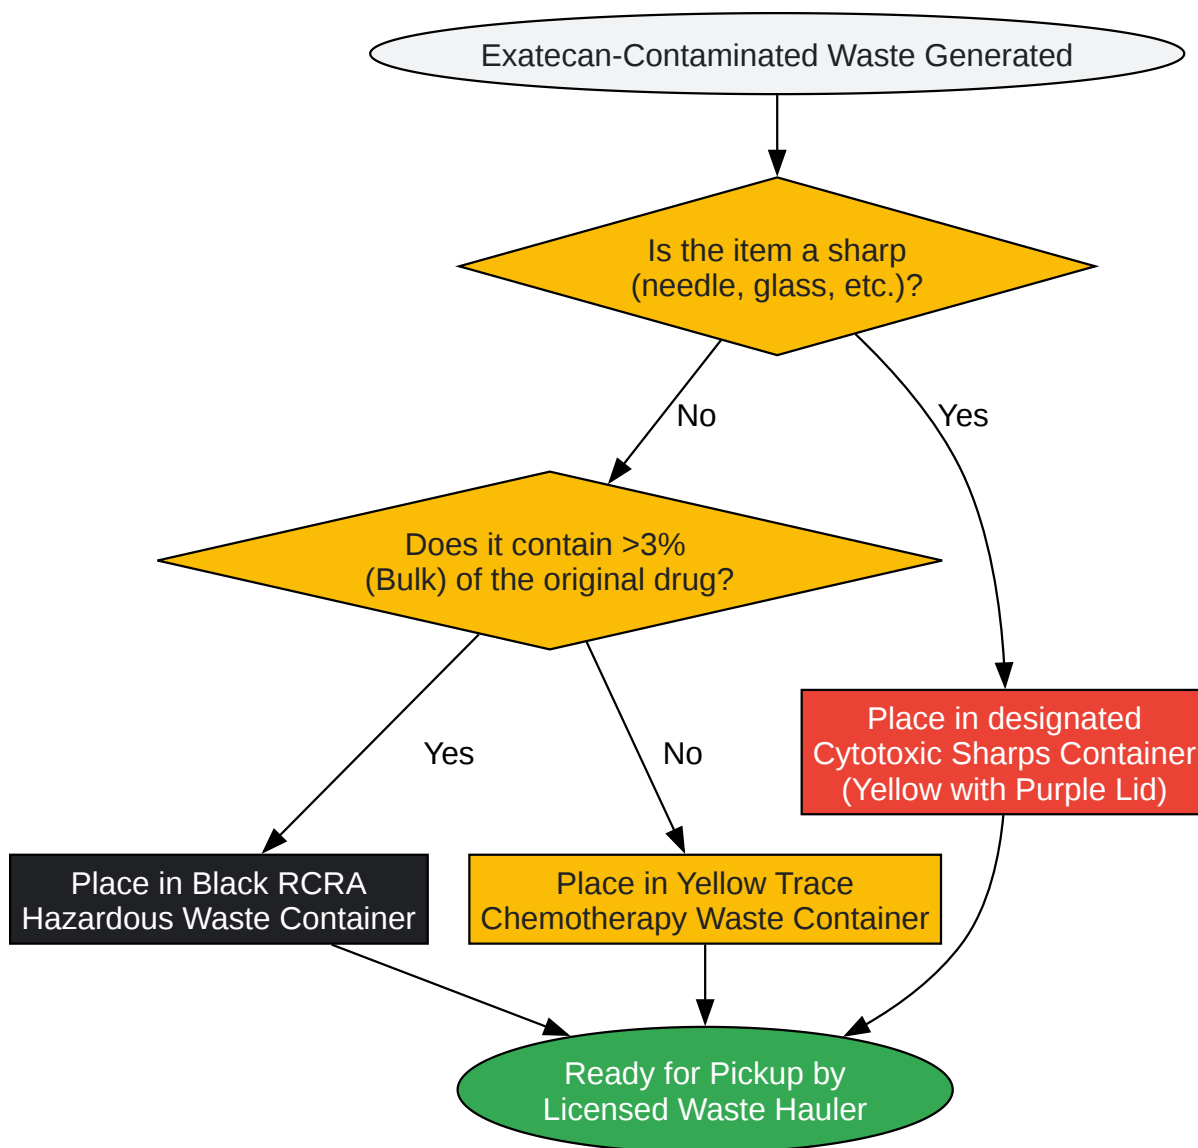 Exatecan-Contaminated Waste Generated
Is the item a sharp
(needle, glass, etc.)?
No
Yes
Does it contain >3%
(Bulk) of the original drug?
Yes
No
Place in designated
Cytotoxic Sharps Container
(Yellow with Purple Lid)
Place in Black RCRA
Hazardous Waste Container
Place in Yellow Trace
Chemotherapy Waste Container
Ready for Pickup by
Licensed Waste Hauler